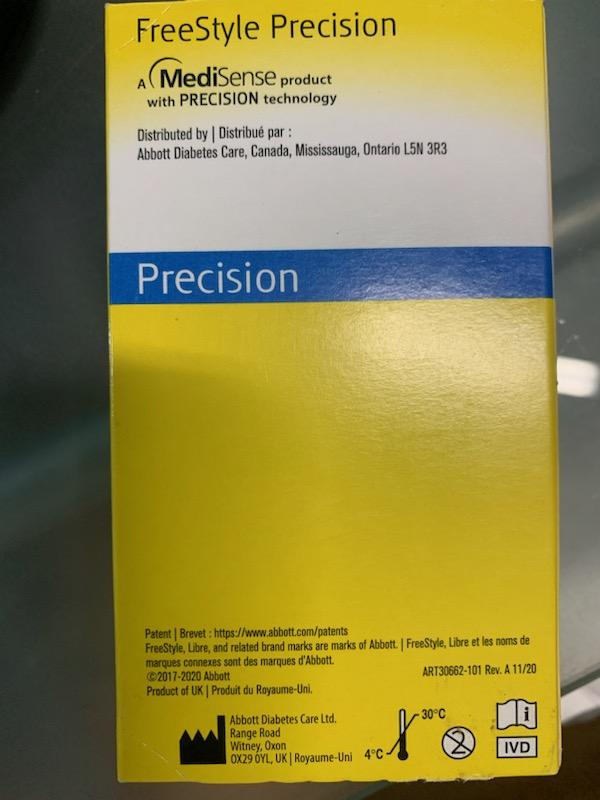 FreeStyle Precision
A MediSense product
with PRECISION technology
Distributed by | Distribué par :
Abbott Diabetes Care, Canada, Mississauga, Ontario L5N 3R3
Precision
Patent | Brevet : https://www.abbott.com/patents
FreeStyle, Libre, and related brand marks are marks of Abbott. | FreeStyle, Libre et les noms de
marques connexes sont des marques d'Abbott.
©2017-2020 Abbott
ART30662-101 Rev. A 11/20
Product of UK | Produit du Royaume-Uni.
Abbott Diabetes Care Ltd.
Range Road
Witney, Oxon
OX29 0YL, UK | Royaume-Uni
4°C
30°C
2
i
IVD